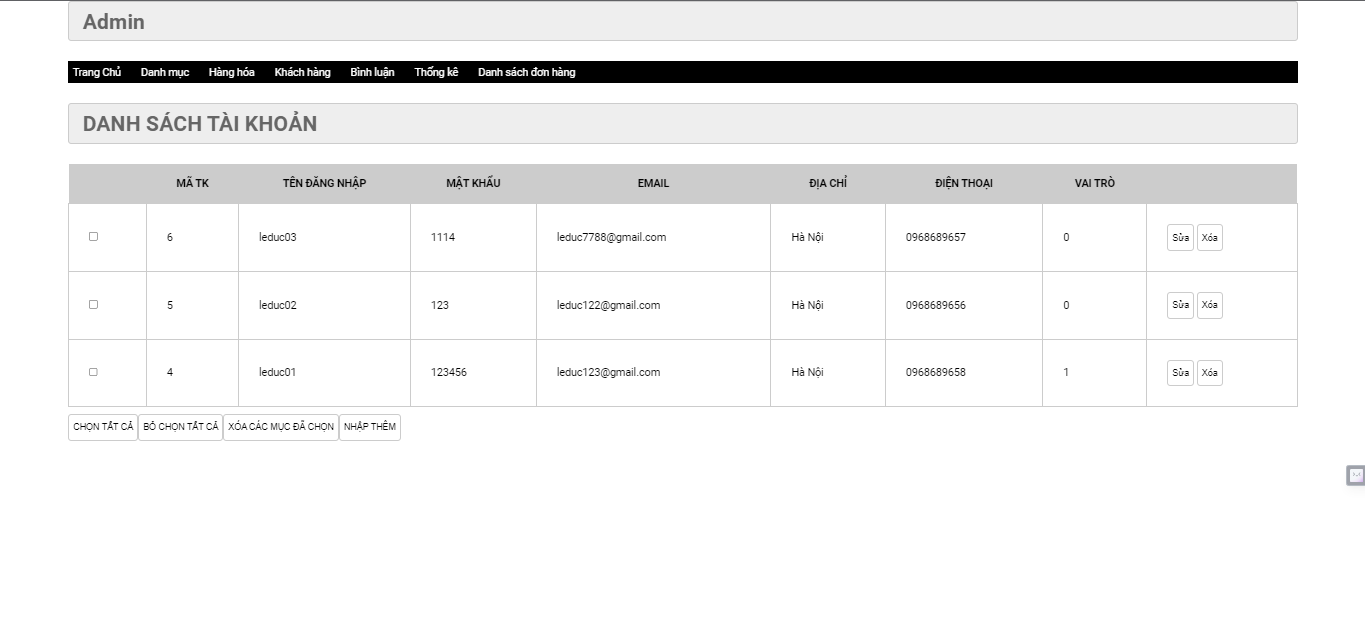 Admin
Trang Chủ Danh mục Hàng hóa Khách hàng Bình luận Thống kê Danh sách đơn hàng
DANH SÁCH TÀI KHOẢN
MÃ TK TÊN ĐĂNG NHẬP MẬT KHẨU EMAIL ĐỊA CHỈ ĐIỆN THOẠI VAI TRÒ
6 leduc03 1114 leduc7788@gmail.com Hà Nội 0968689657 0 Sửa Xóa
5 leduc02 123 leduc122@gmail.com Hà Nội 0968689656 0 Sửa Xóa
4 leduc01 123456 leduc123@gmail.com Hà Nội 0968689658 1 Sửa Xóa
CHỌN TẤT CẢ BỎ CHỌN TẤT CẢ XÓA CÁC MỤC ĐÃ CHỌN NHẬP THÊM